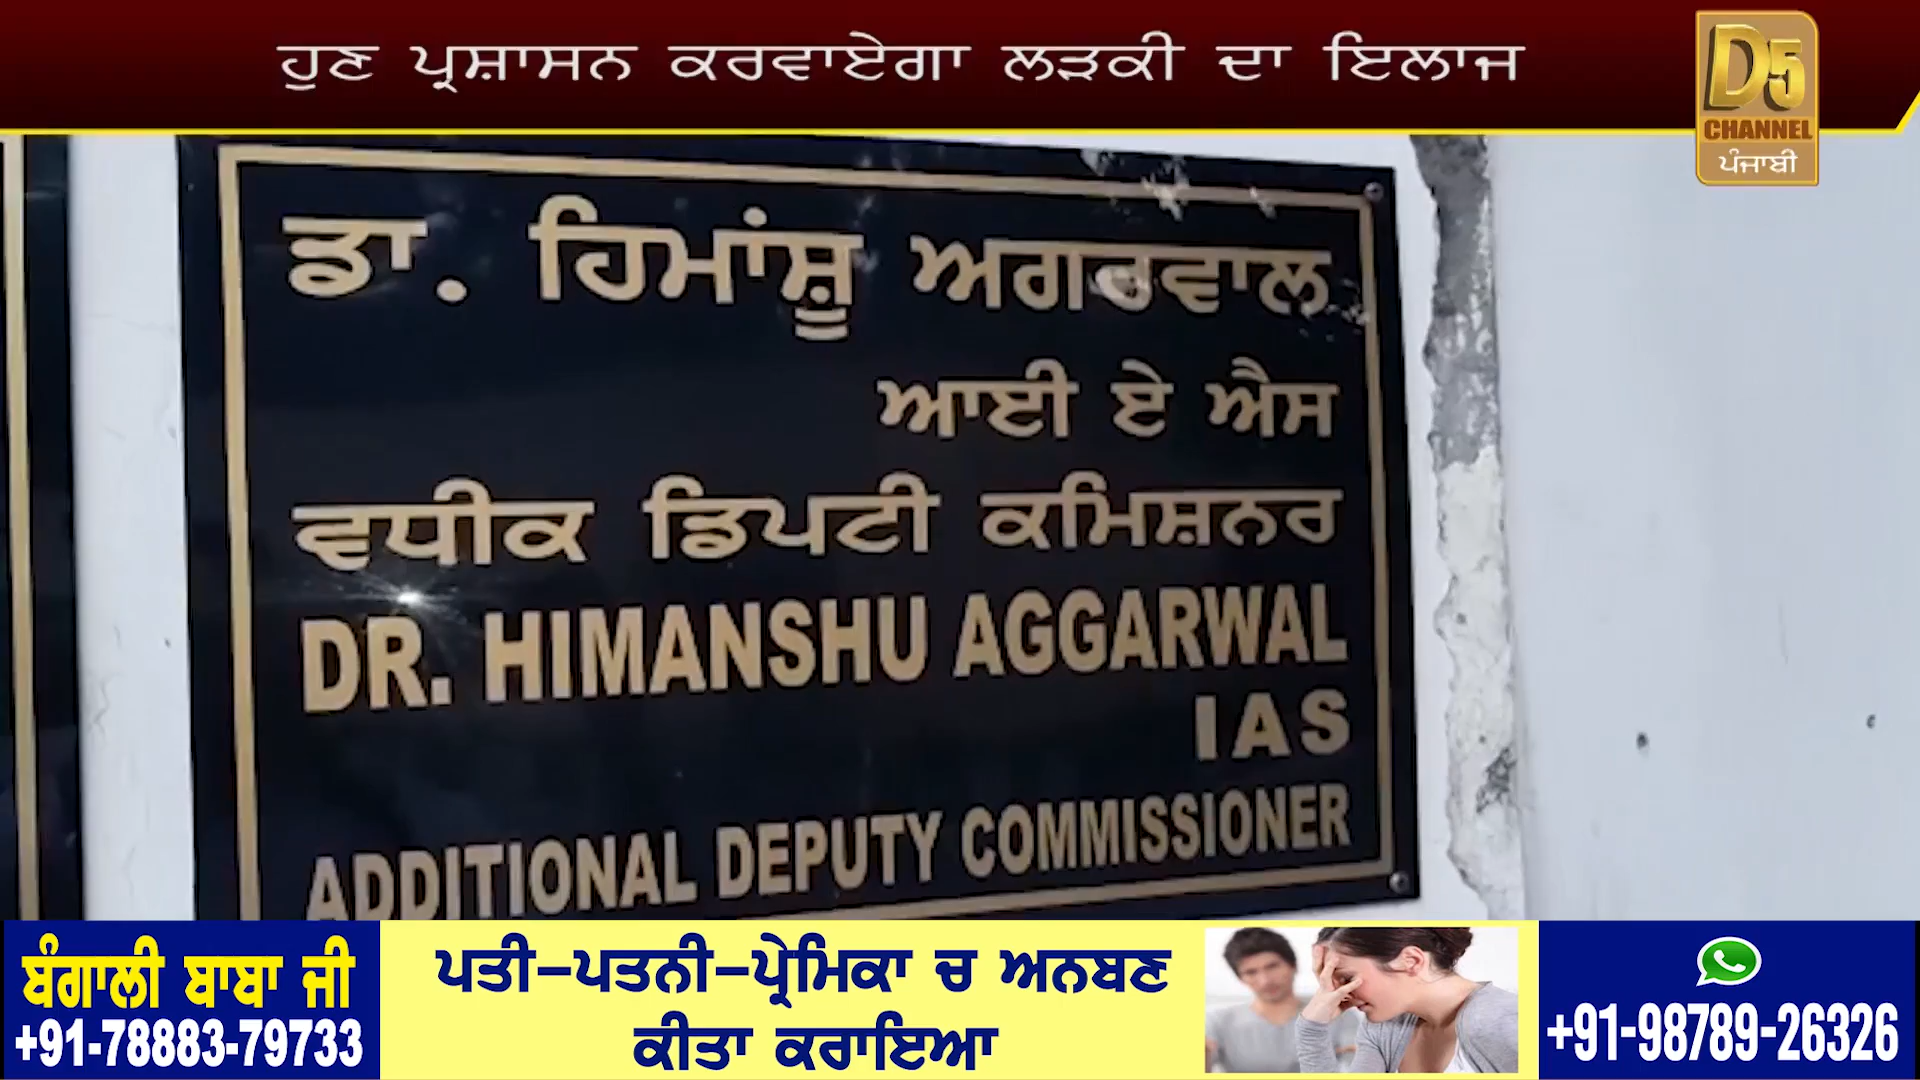 ਹੁਣ ਪ੍ਰਸ਼ਾਸਨ ਕਰਵਾਏਗਾ ਲੜਕੀ ਦਾ ਇਲਾਜ
D5
CHANNEL
ਪੰਜਾਬੀ
ਡਾ. ਹਿਮਾਂਸ਼ੂ ਅਗਰਵਾਲ
ਆਈ ਏ ਐਸ
ਵਧੀਕ ਡਿਪਟੀ ਕਮਿਸ਼ਨਰ
DR. HIMANSHU AGGARWAL
IAS
ADDITIONAL DEPUTY COMMISSIONER
ਬੰਗਾਲੀ ਬਾਬਾ ਜੀ
+91-78883-79733
ਪਤੀ-ਪਤਨੀ-ਪ੍ਰੇਮਿਕਾ ਚ ਅਨਬਣ
ਕੀਤਾ ਕਰਾਇਆ
+91-98789-26326